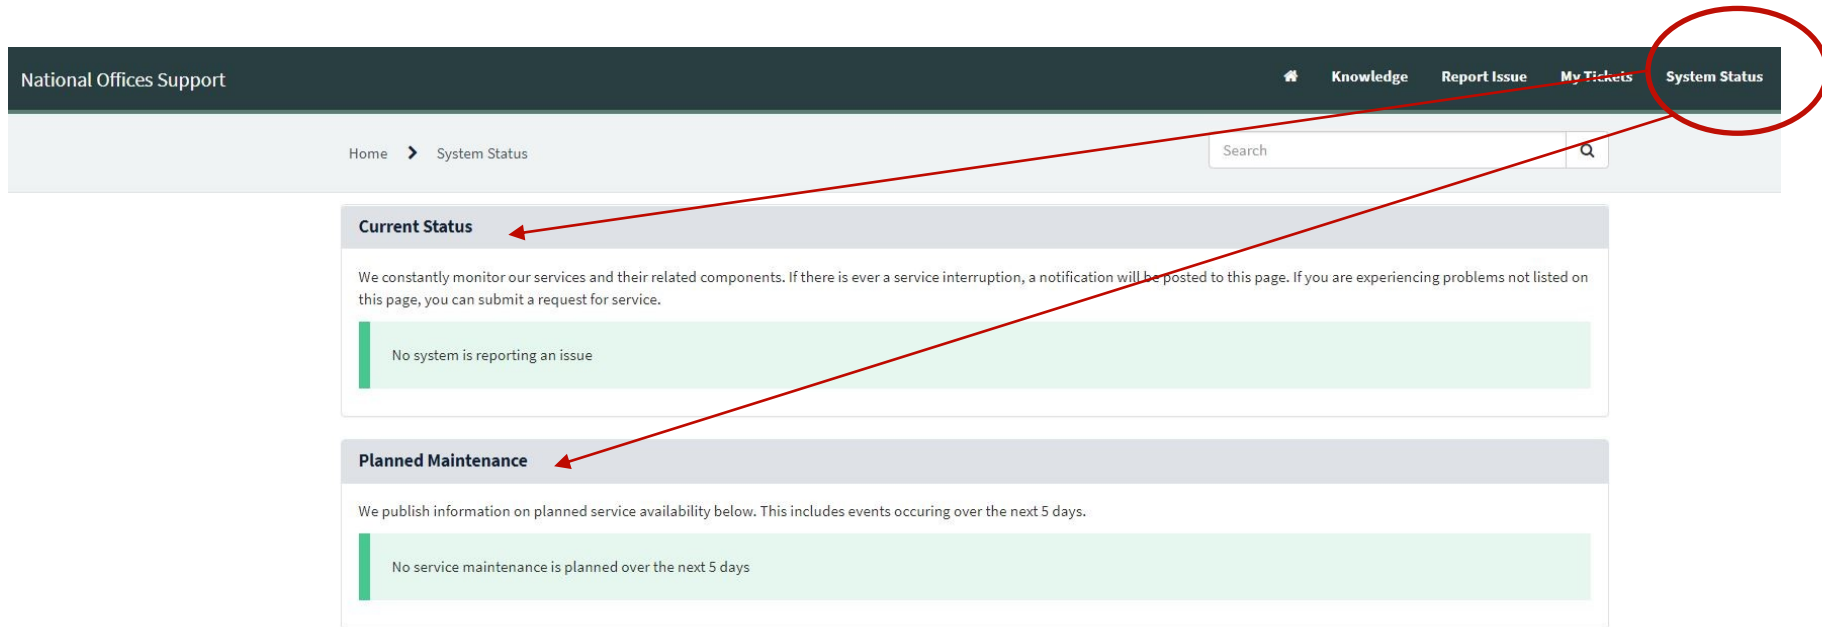 National Offices Support
Knowledge Report Issue My Tickets System Status
Home System Status
Search
Current Status
We constantly monitor our services and their related components. If there is ever a service interruption, a notification will be posted to this page. If you are experiencing problems not listed on
this page, you can submit a request for service.
No system is reporting an issue
Planned Maintenance
We publish information on planned service availability below. This includes events occuring over the next 5 days.
No service maintenance is planned over the next 5 days